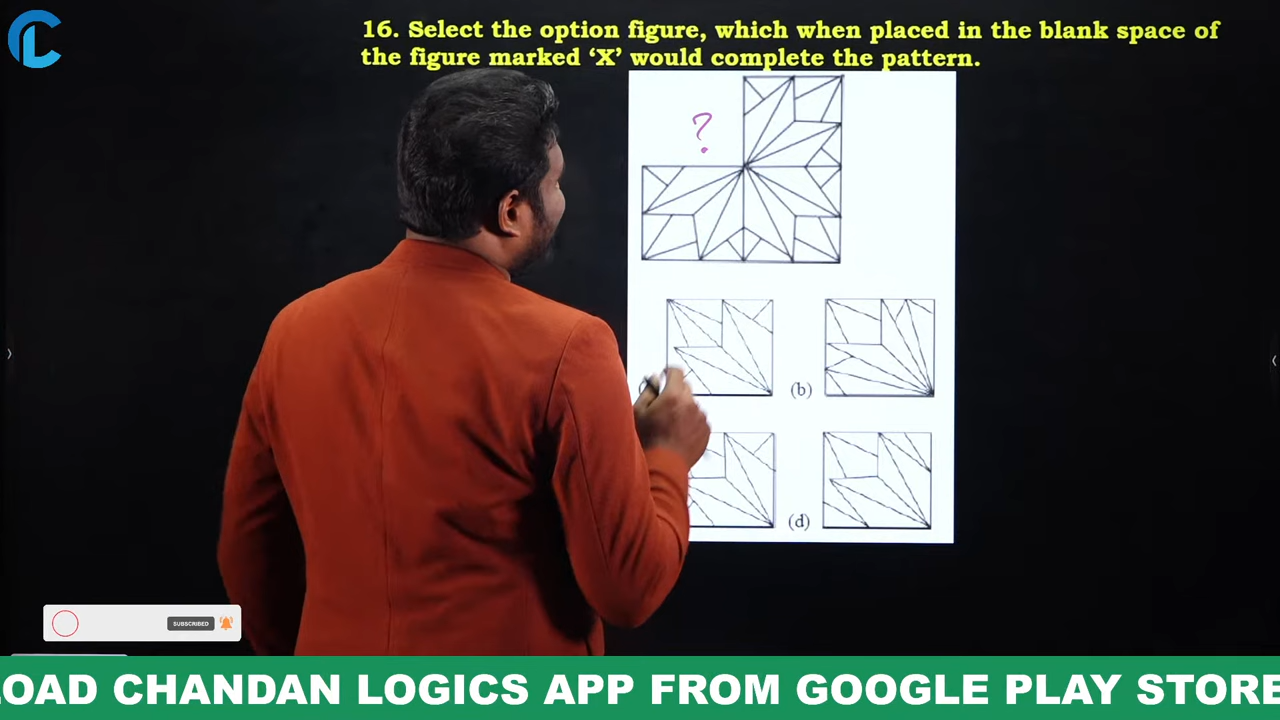 16. Select the option figure, which when placed in the blank space of
the figure marked ‘X’ would complete the pattern.
?
(b)
(d)
SUBSCRIBED
LOAD CHANDAN LOGICS APP FROM GOOGLE PLAY STORE